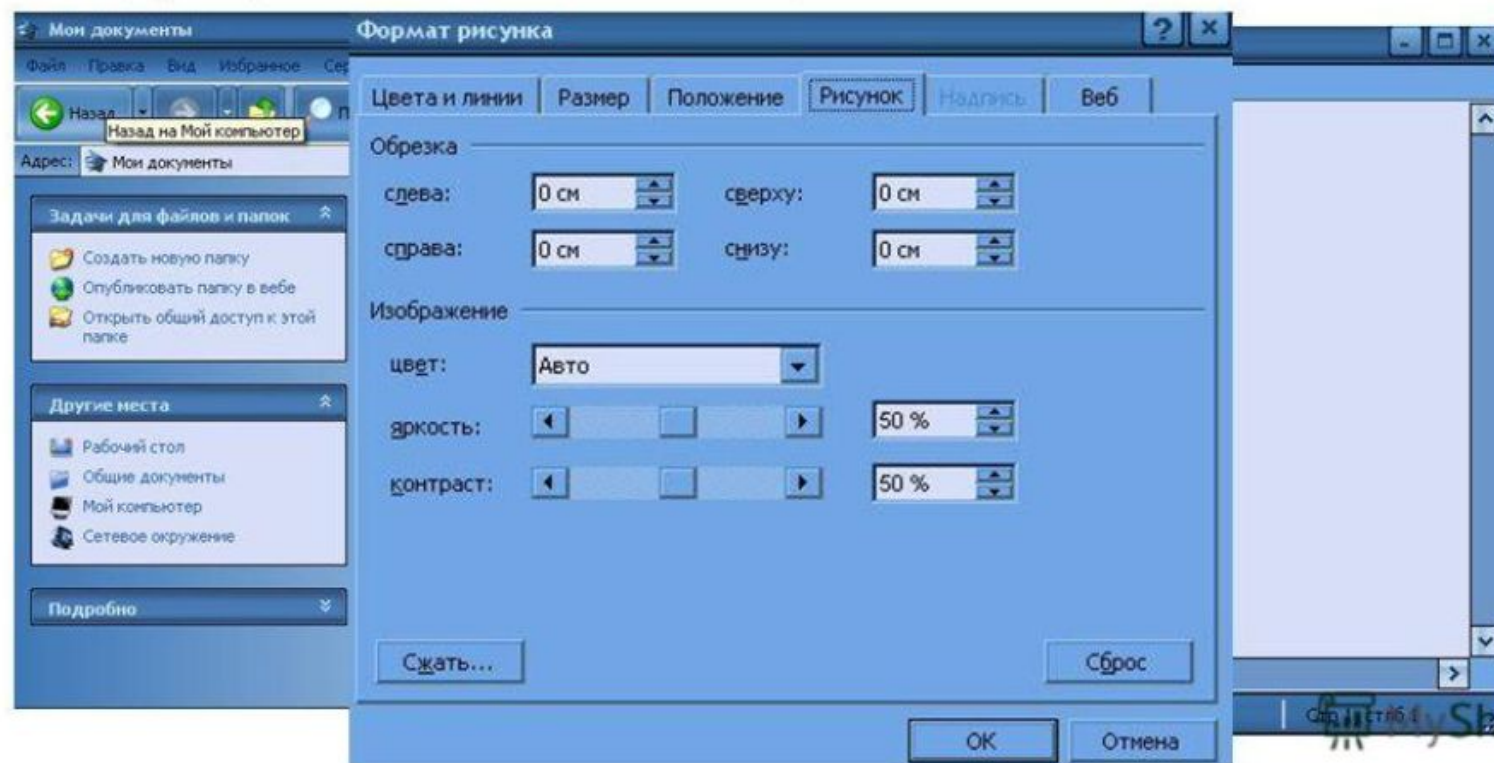 Мои документы
Файл Правка Вид Избранное
Назад
Назад на Мой компьютер
Адрес: Мои документы
Задачи для файлов и папок
Создать новую папку
Опубликовать папку в вебе
Открыть общий доступ к этой
папке
Другие места
Рабочий стол
Общие документы
Мой компьютер
Сетевое окружение
Подробно
Формат рисунка
Цвета и линии Размер Положение Рисунок Надпись Веб
Обрезка
слева: 0 см сверху: 0 см
справа: 0 см снизу: 0 см
Изображение
цвет: Авто
яркость: 50 %
контраст: 50 %
Сжать... Сброс
ОК Отмена